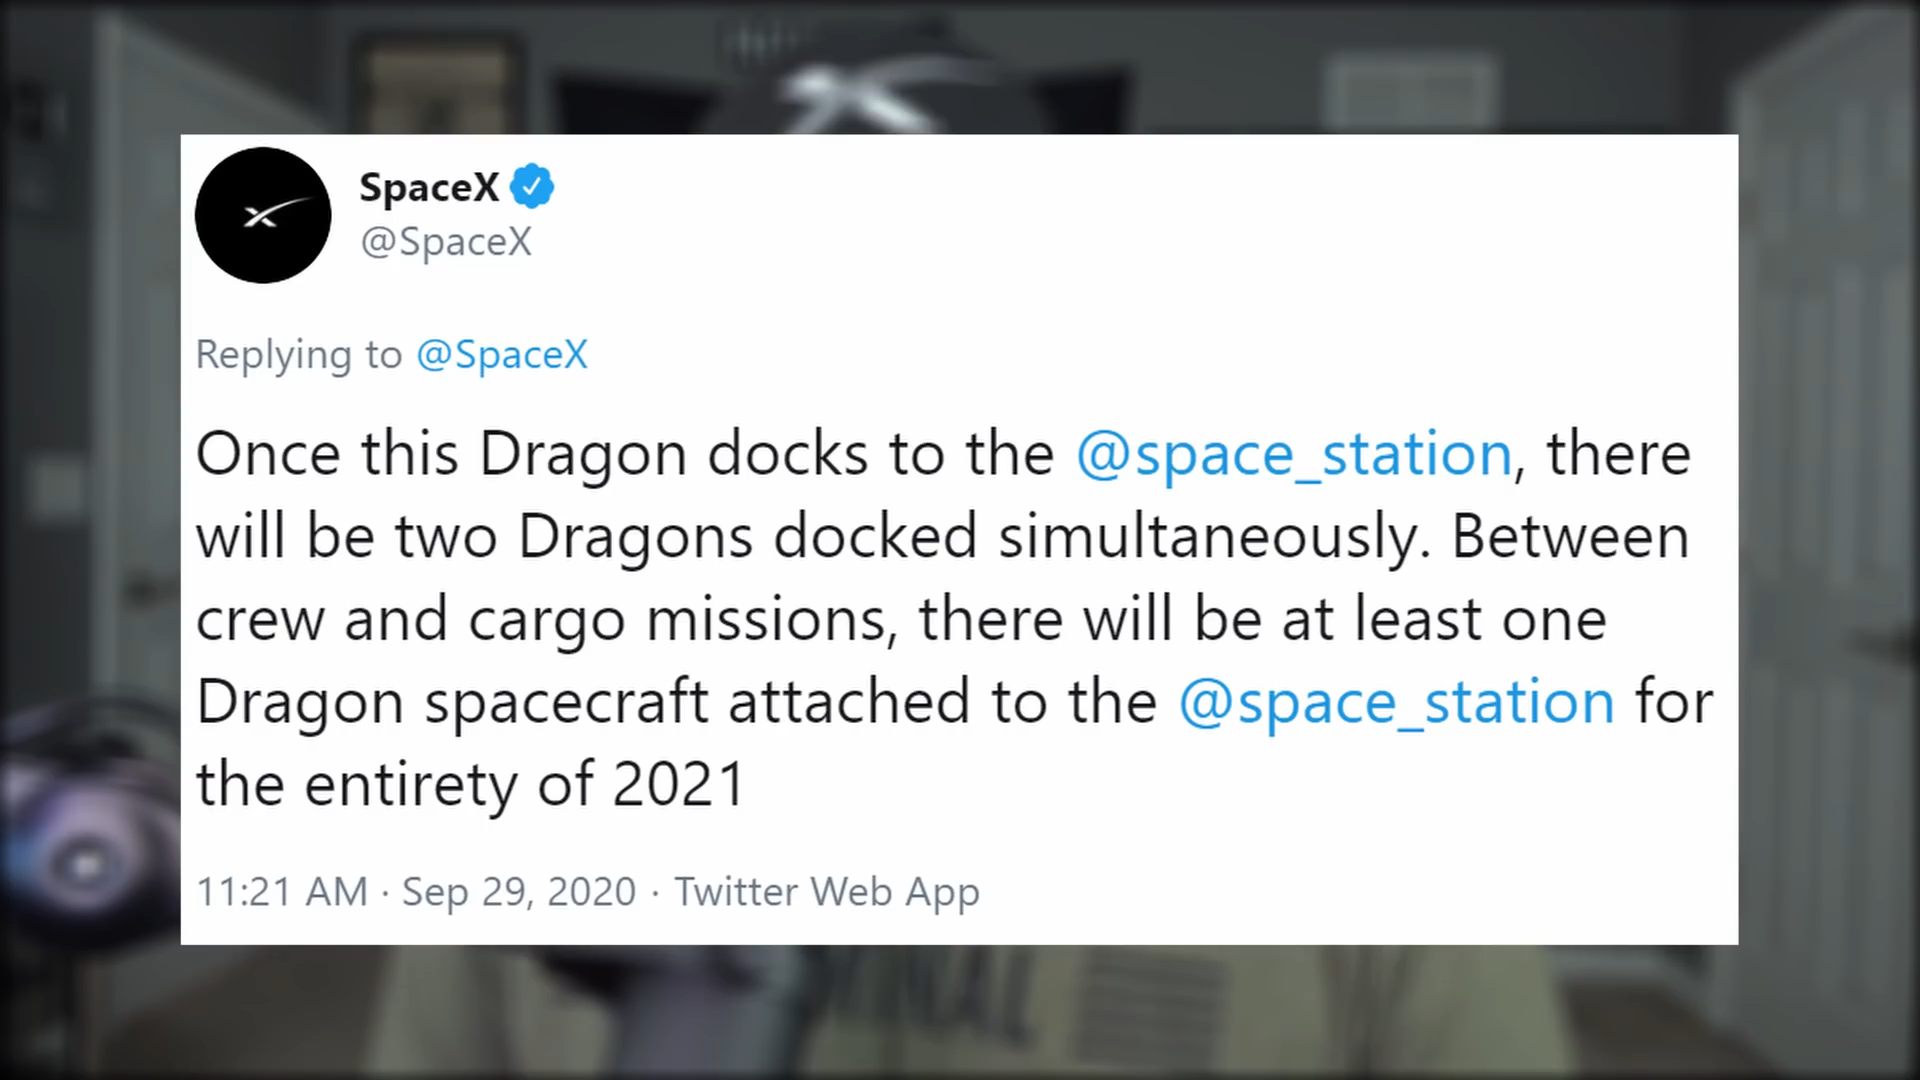 SpaceX
@SpaceX
Replying to @SpaceX
Once this Dragon docks to the @space_station, there
will be two Dragons docked simultaneously. Between
crew and cargo missions, there will be at least one
Dragon spacecraft attached to the @space_station for
the entirety of 2021
11:21 AM · Sep 29, 2020 · Twitter Web App